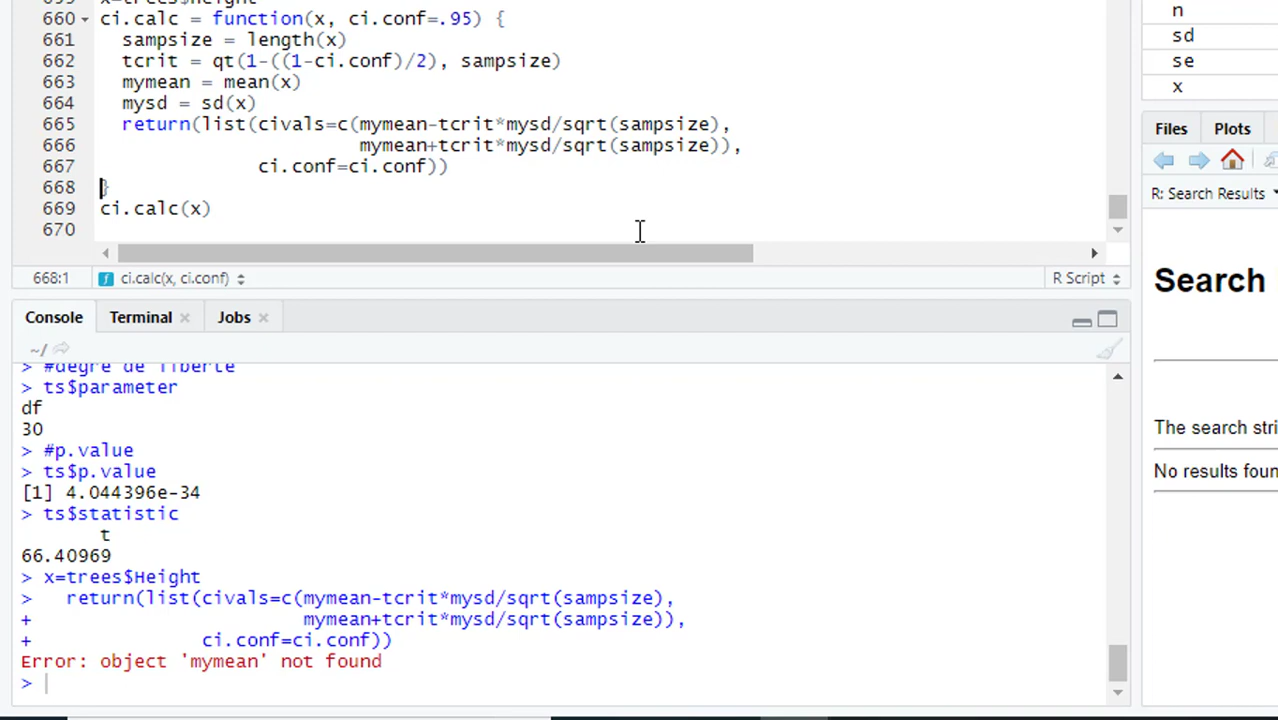 x=trees$Height
660 ci.calc = function(x, ci.conf=.95) {
661 sampsize = length(x)
662 tcrit = qt(1-((1-ci.conf)/2), sampsize)
663 mymean = mean(x)
664 mysd = sd(x)
665 return(list(civals=c(mymean-tcrit*mysd/sqrt(sampsize),
666 mymean+tcrit*mysd/sqrt(sampsize)),
667 ci.conf=ci.conf))
668 }
669 ci.calc(x)
670
668:1 ci.calc(x, ci.conf) R Script
Console Terminal Jobs
~/
> #degre de liberte
> ts$parameter
df
30
> #p.value
> ts$p.value
[1] 4.044396e-34
> ts$statistic
t
66.40969
> x=trees$Height
> return(list(civals=c(mymean-tcrit*mysd/sqrt(sampsize),
+ mymean+tcrit*mysd/sqrt(sampsize)),
+ ci.conf=ci.conf))
Error: object 'mymean' not found
>
n
sd
se
x
Files Plots
R: Search Results
Search
The search stri
No results foun